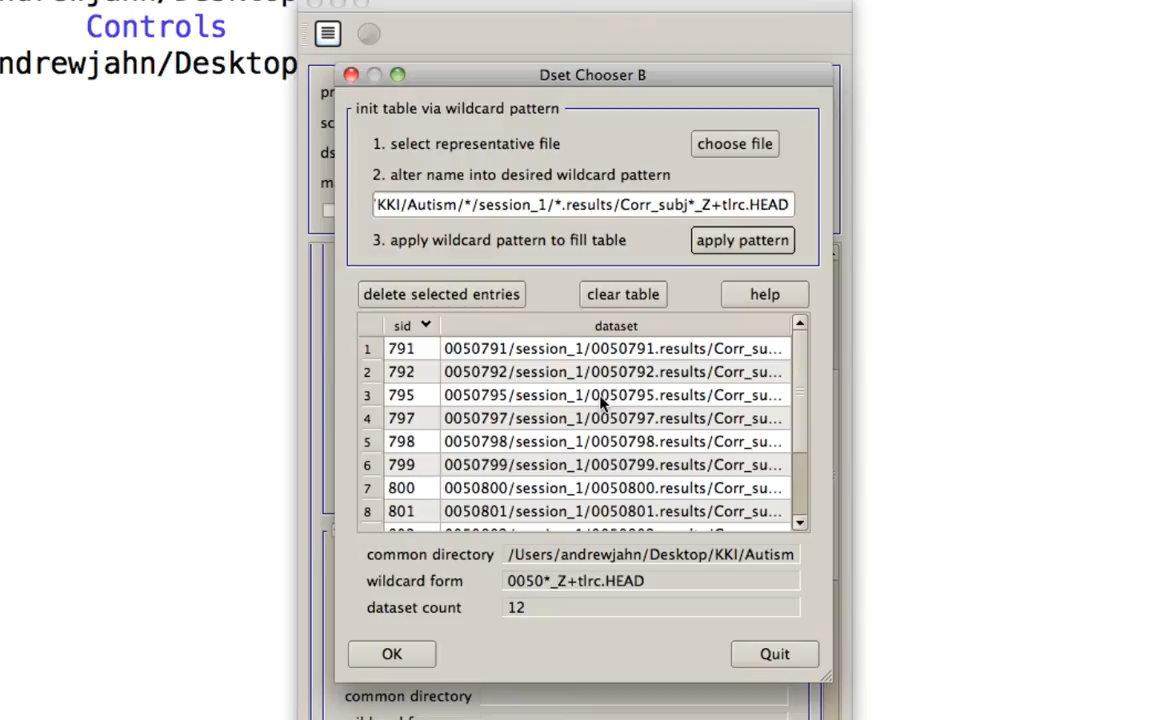 Controls
ndrewjahn/Desktop
Dset Chooser B
init table via wildcard pattern
1. select representative file choose file
2. alter name into desired wildcard pattern
KKI/Autism/*/session_1/*.results/Corr_subj*_Z+tlrc.HEAD
3. apply wildcard pattern to fill table apply pattern
delete selected entries clear table help
sid dataset
1 791 0050791/session_1/0050791.results/Corr_su...
2 792 0050792/session_1/0050792.results/Corr_su...
3 795 0050795/session_1/0050795.results/Corr_su...
4 797 0050797/session_1/0050797.results/Corr_su...
5 798 0050798/session_1/0050798.results/Corr_su...
6 799 0050799/session_1/0050799.results/Corr_su...
7 800 0050800/session_1/0050800.results/Corr_su...
8 801 0050801/session_1/0050801.results/Corr_su...
common directory /Users/andrewjahn/Desktop/KKI/Autism
wildcard form 0050*_Z+tlrc.HEAD
dataset count 12
OK Quit
common directory